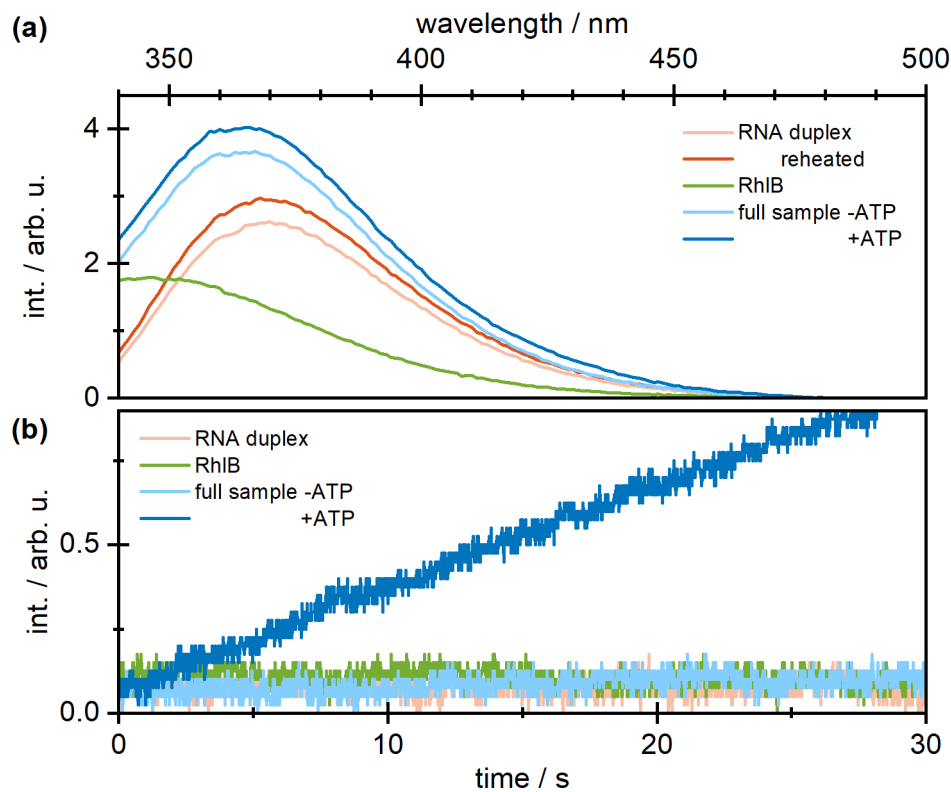 (a)
wavelength / nm
350 400 450 500
int. / arb. u.
4
2
0
RNA duplex
reheated
RhlB
full sample -ATP
+ATP
(b)
int. / arb. u.
0.5
0.0
RNA duplex
RhlB
full sample -ATP
+ATP
0 10 20 30
time / s